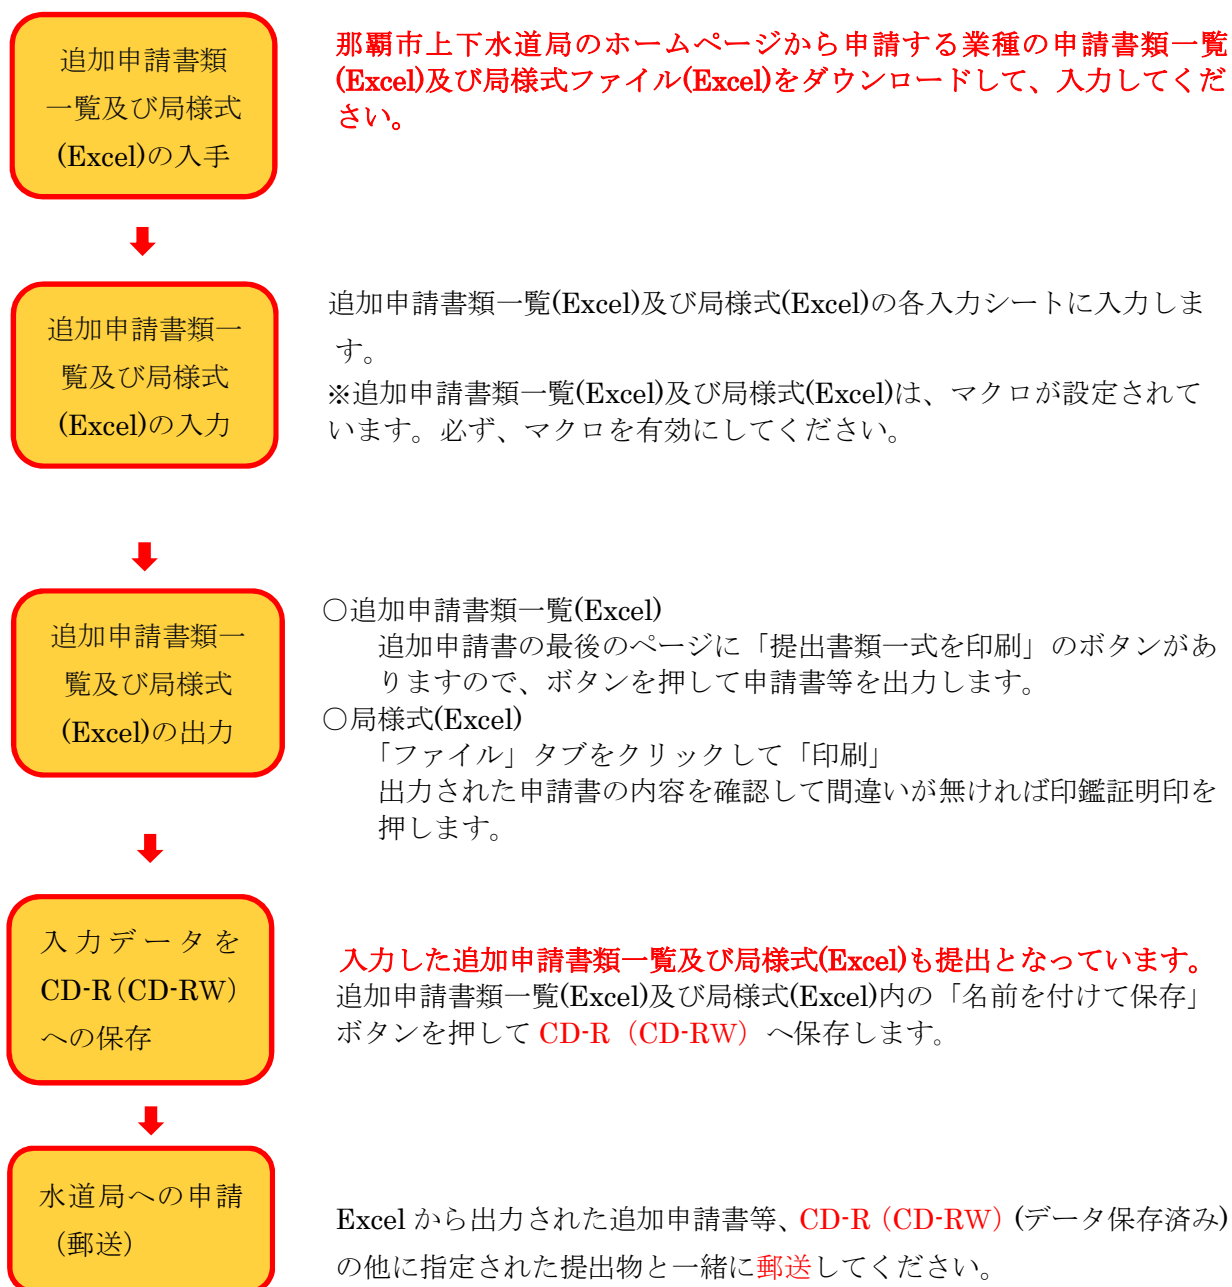 追加申請書類
一覧及び局様式
(Excel)の入手
那覇市上下水道局のホームページから申請する業種の申請書類一覧
(Excel)及び局様式ファイル(Excel)をダウンロードして、入力してくだ
さい。
追加申請書類一
覧及び局様式
(Excel)の入力
追加申請書類一覧(Excel)及び局様式(Excel)の各入力シートに入力しま
す。
※追加申請書類一覧(Excel)及び局様式(Excel)は、マクロが設定されて
います。必ず、マクロを有効にしてください。
追加申請書類一
覧及び局様式
(Excel)の出力
○追加申請書類一覧(Excel)
追加申請書の最後のページに「提出書類一式を印刷」のボタンがあ
りますので、ボタンを押して申請書等を出力します。
○局様式(Excel)
「ファイル」タブをクリックして「印刷」
出力された申請書の内容を確認して間違いが無ければ印鑑証明印を
押します。
入力データを
CD-R（CD-RW）
への保存
入力した追加申請書類一覧及び局様式(Excel)も提出となっています。
追加申請書類一覧(Excel)及び局様式(Excel)内の「名前を付けて保存」
ボタンを押して CD-R（CD-RW）へ保存します。
水道局への申請
（郵送）
Excel から出力された追加申請書等、CD-R（CD-RW）(データ保存済み)
の他に指定された提出物と一緒に郵送してください。